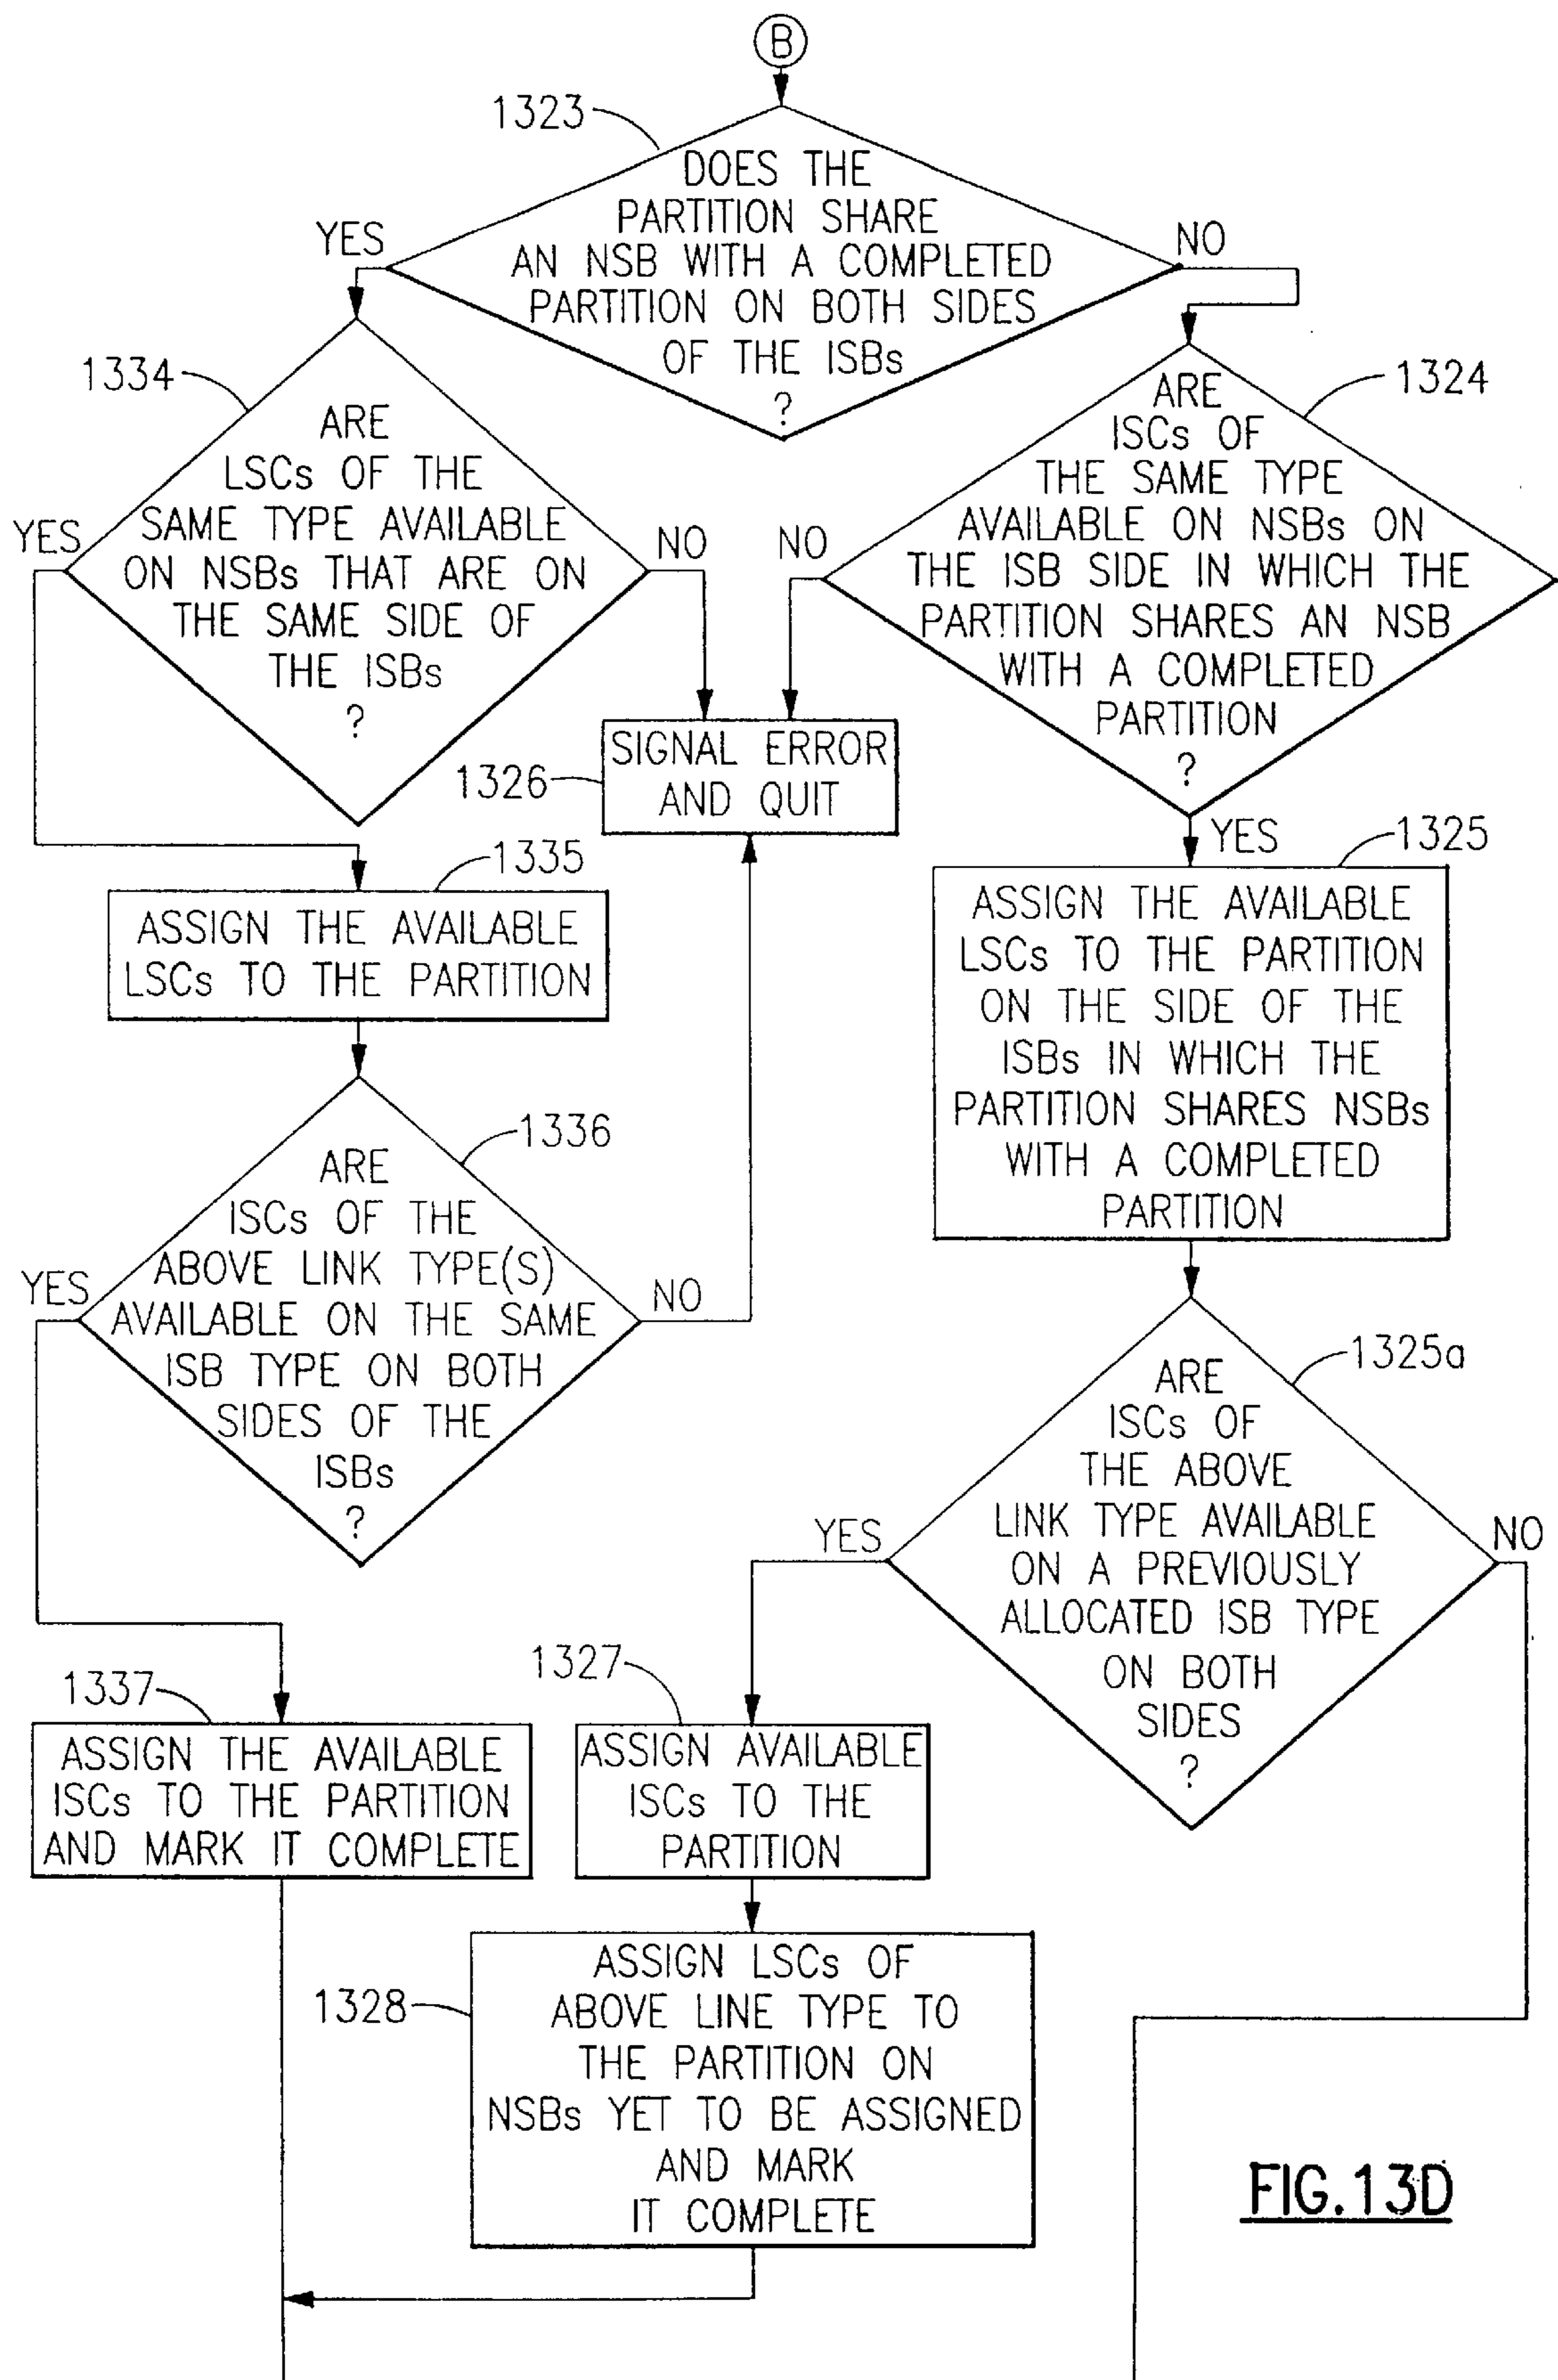 B
1323
DOES THE
PARTITION SHARE
AN NSB WITH A COMPLETED
PARTITION ON BOTH SIDES
OF THE ISBs
?
YES
NO
1334
ARE
LSCs OF THE
SAME TYPE AVAILABLE
ON NSBs THAT ARE ON
THE SAME SIDE OF
THE ISBs
?
YES
NO
1324
ARE
ISCs OF
THE SAME TYPE
AVAILABLE ON NSBs ON
THE ISB SIDE IN WHICH THE
PARTITION SHARES AN NSB
WITH A COMPLETED
PARTITION
?
NO
YES
1326
SIGNAL ERROR
AND QUIT
1335
ASSIGN THE AVAILABLE
LSCs TO THE PARTITION
1325
ASSIGN THE AVAILABLE
LSCs TO THE PARTITION
ON THE SIDE OF THE
ISBs IN WHICH THE
PARTITION SHARES NSBs
WITH A COMPLETED
PARTITION
1336
ARE
ISCs OF THE
ABOVE LINK TYPE(S)
AVAILABLE ON THE SAME
ISB TYPE ON BOTH
SIDES OF THE
ISBs
?
YES
NO
1325a
ARE
ISCs OF
THE ABOVE
LINK TYPE AVAILABLE
ON A PREVIOUSLY
ALLOCATED ISB TYPE
ON BOTH
SIDES
?
YES
NO
1337
ASSIGN THE AVAILABLE
ISCs TO THE PARTITION
AND MARK IT COMPLETE
1327
ASSIGN AVAILABLE
ISCs TO THE
PARTITION
1328
ASSIGN LSCs OF
ABOVE LINE TYPE TO
THE PARTITION ON
NSBs YET TO BE ASSIGNED
AND MARK
IT COMPLETE
FIG.13D